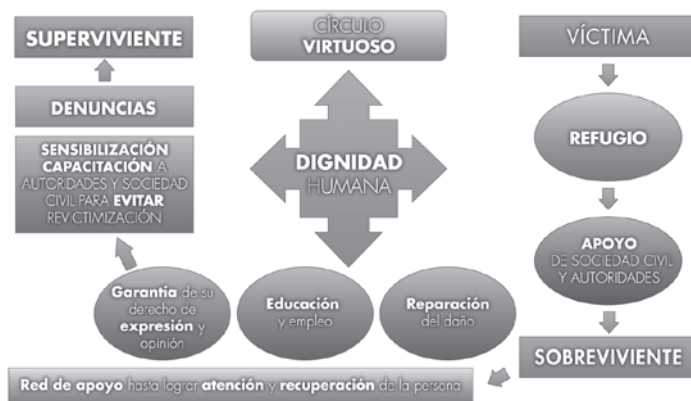 CÍRCULO
VIRTUOSO
VÍCTIMA
REFUGIO
APOYO
DE SOCIEDAD CIVIL
Y AUTORIDADES
SOBREVIVIENTE
Red de apoyo hasta lograr atención y recuperación de la persona
Reparación
del daño
Educación
y empleo
Garantía de su
derecho de
expresión y
opinión
SENSIBILIZACIÓN
CAPACITACIÓN A
AUTORIDADES Y SOCIEDAD
CIVIL PARA EVITAR
REVICTIMIZACIÓN
DENUNCIAS
SUPERVIVIENTE
DIGNIDAD
HUMANA